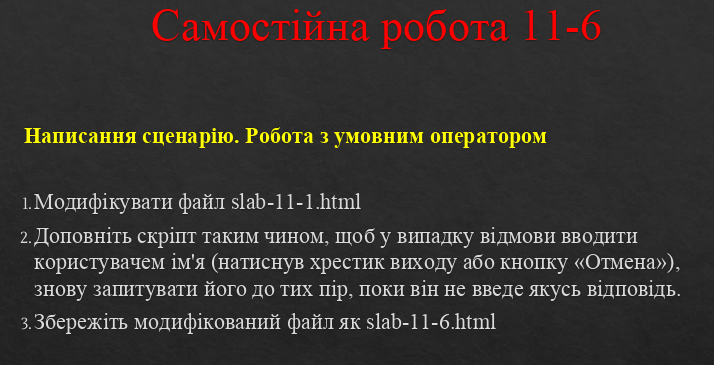 Самостійна робота 11-6
Написання сценарію. Робота з умовним оператором
1. Модифікувати файл slab-11-1.html
2. Доповніть скріпт таким чином, щоб у випадку відмови вводити
користувачем ім'я (натиснув хрестик виходу або кнопку «Отмена»),
знову запитувати його до тих пір, поки він не введе якусь відповідь.
3. Збережіть модифікований файл як slab-11-6.html